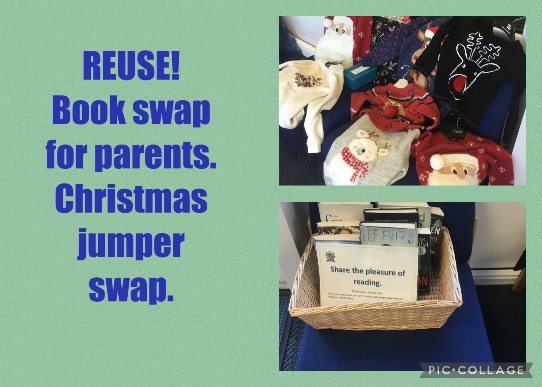 REUSE!
Book swap
for parents.
Christmas
jumper
swap.
Share the pleasure of
reading.
PIC•COLLAGE